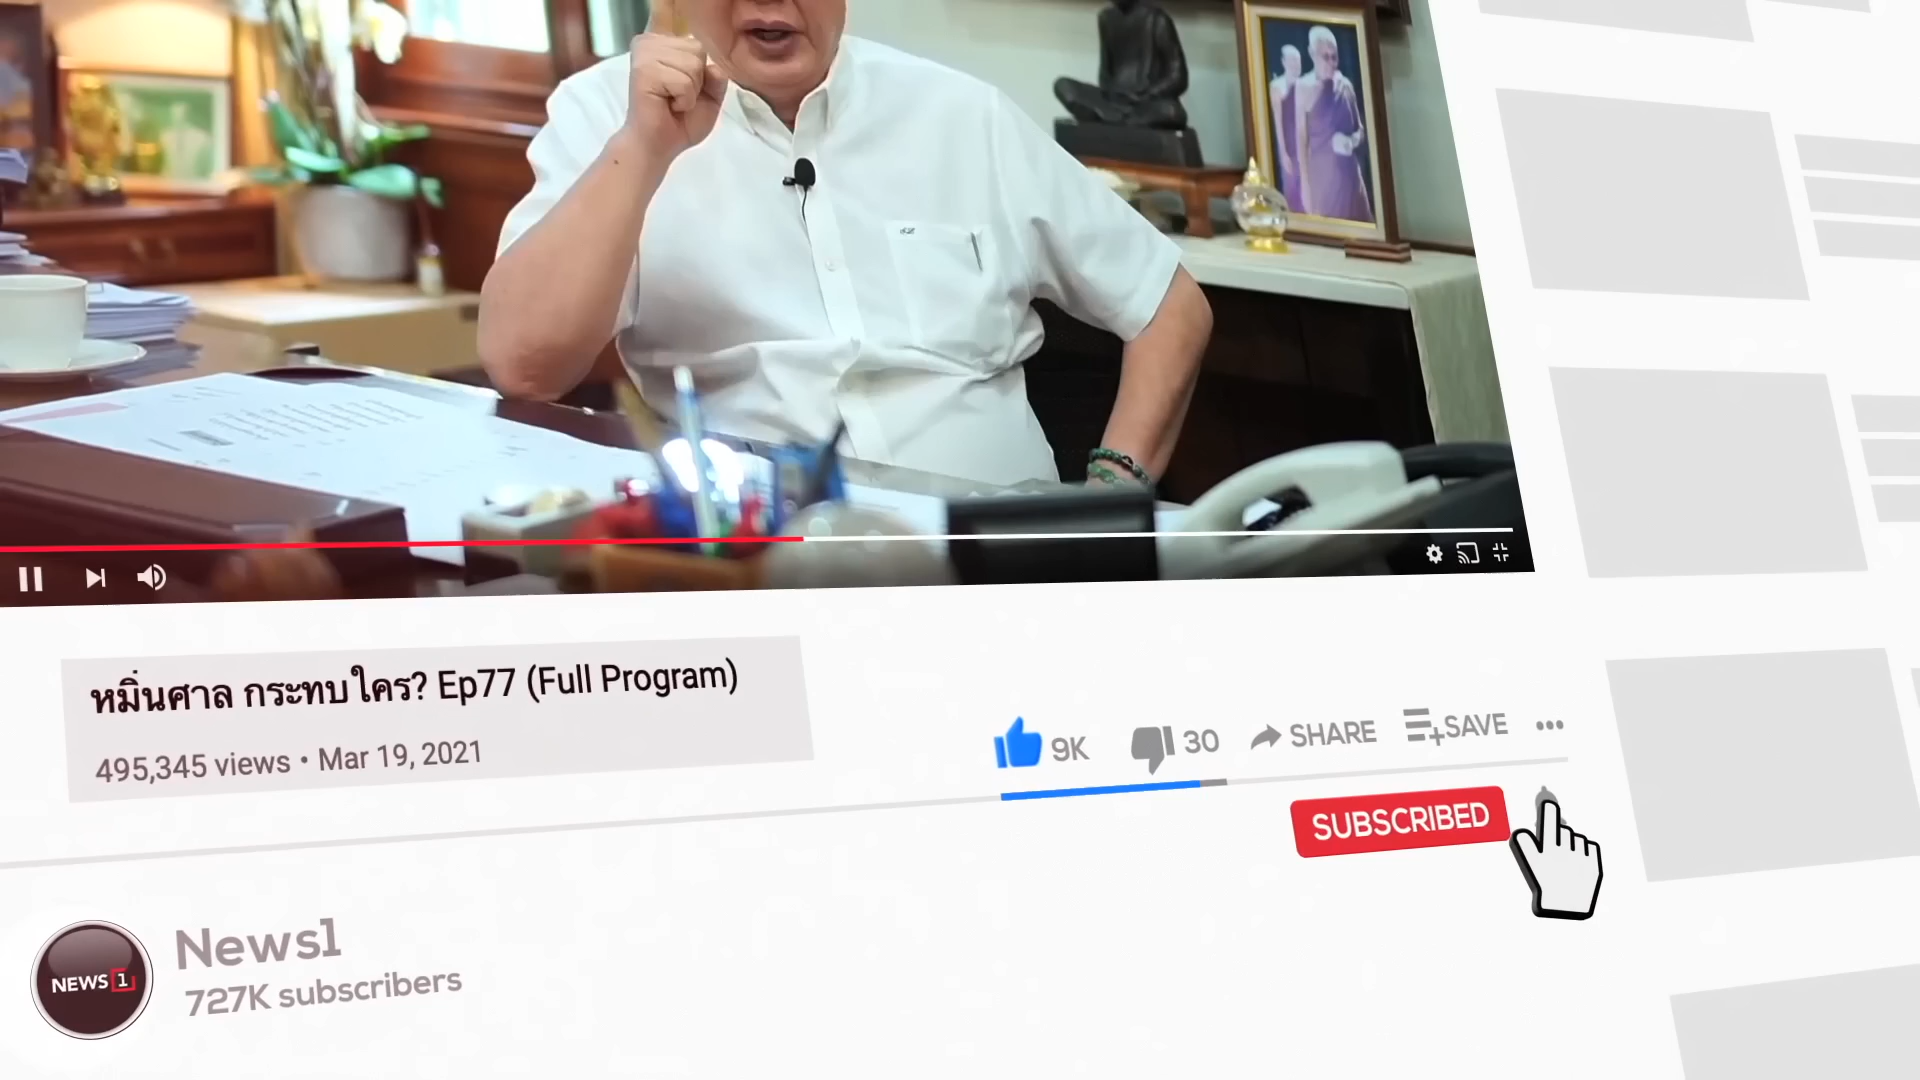 หมิ่นศาล กระทบใคร? Ep77 (Full Program)
495,345 views • Mar 19, 2021
9K
30
SHARE
SAVE
SUBSCRIBED
NEWS 1
News1
727K subscribers